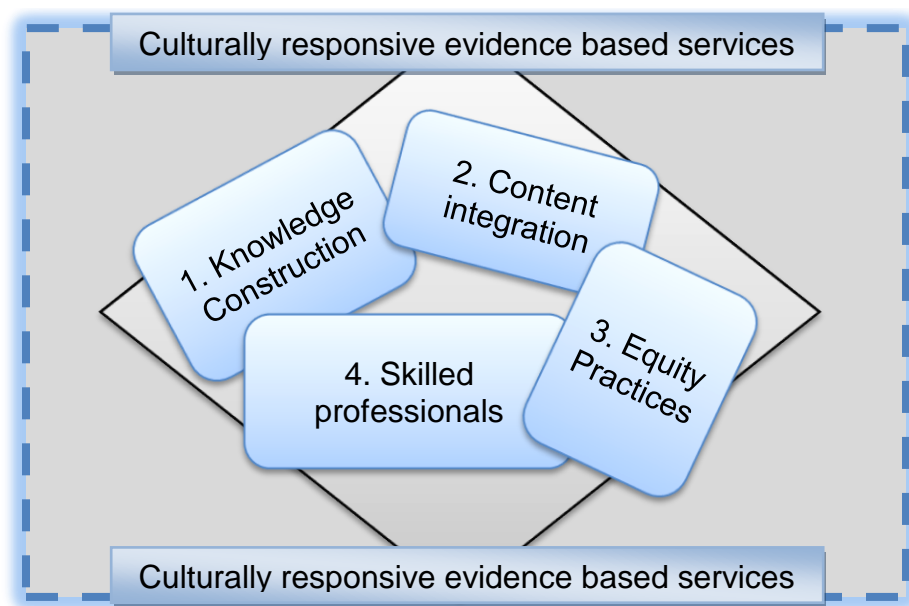 Culturally responsive evidence based services
1. Knowledge
Construction
2. Content
integration
3. Equity
Practices
4. Skilled
professionals
Culturally responsive evidence based services